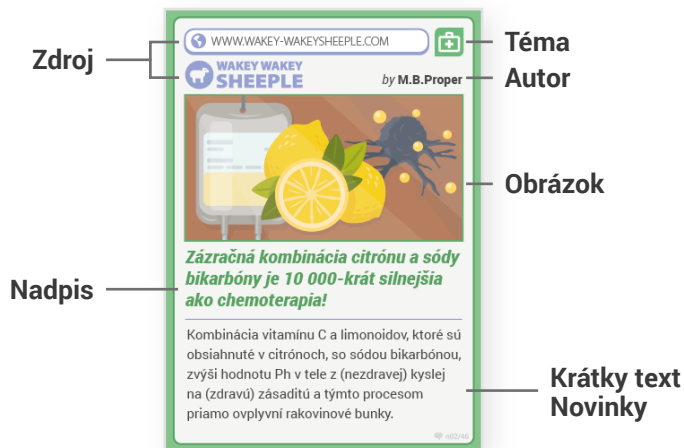 Zdroj
WWW.WAKEY-WAKEYSHEEPLE.COM
Téma
WAKEY WAKEY
SHEEPLE
by M.B.Proper
Autor
Obrázok
Nadpis
Zázračná kombinácia citrónu a sódy
bikarbóny je 10 000-krát silnejšia
ako chemoterapia!
Kombinácia vitamínu C a limonoidov, ktoré sú
obsiahnuté v citrónoch, so sódou bikarbónou,
zvýši hodnotu Ph v tele z (nezdravej) kyslej
na (zdravú) zásaditú a týmto procesom
priamo ovplyvní rakovinové bunky.
Krátky text
Novinky
n02/45